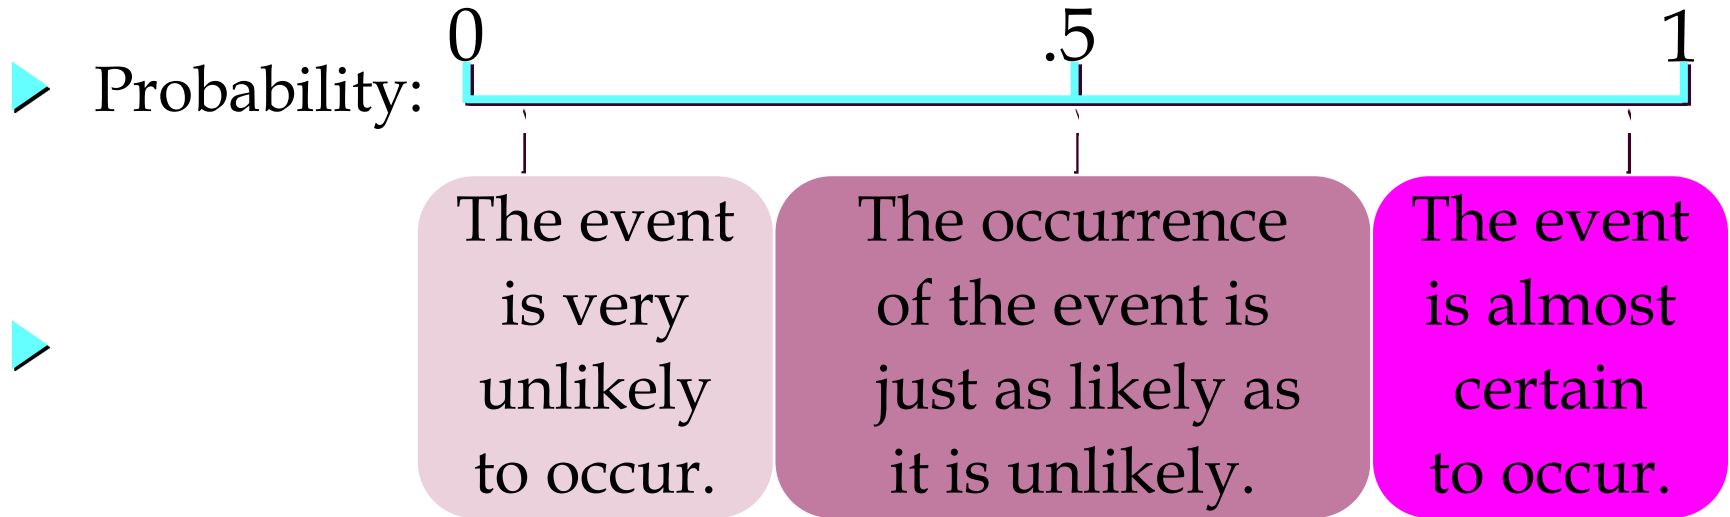 0 .5 1
Probability:
The event
is very
unlikely
to occur.
The occurrence
of the event is
just as likely as
it is unlikely.
The event
is almost
certain
to occur.